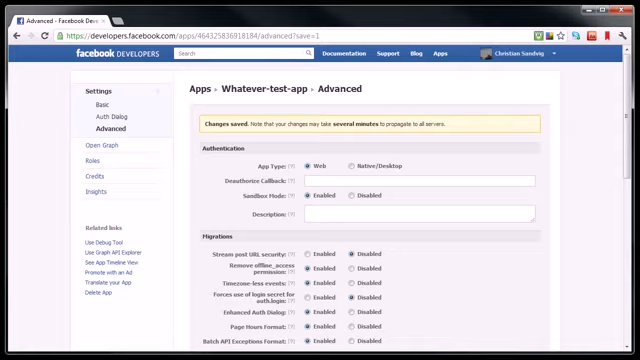 Advanced - Facebook Dev
https://developers.facebook.com/apps/464325836918184/advanced?save=1
facebook DEVELOPERS
Search
Documentation Support Blog Apps
Christian Sandvig
Settings
Basic
Auth Dialog
Advanced
Open Graph
Roles
Credits
Insights
Related links
Use Debug Tool
Use Graph API Explorer
See App Timeline View
Promote with an Ad
Translate your App
Delete App
Apps ▸ Whatever-test-app ▸ Advanced
Changes saved. Note that your changes may take several minutes to propagate to all servers.
Authentication
App Type: [?] Web Native/Desktop
Deauthorize Callback: [?]
Sandbox Mode: [?] Enabled Disabled
Description: [?]
Migrations
Stream post URL security: [?] Enabled Disabled
Remove offline_access
permission: [?] Enabled Disabled
Timezone-less events: [?] Enabled Disabled
Forces use of login secret for
auth.login: [?] Enabled Disabled
Enhanced Auth Dialog: [?] Enabled Disabled
Page Hours Format: [?] Enabled Disabled
Batch API Exceptions Format: [?] Enabled Disabled